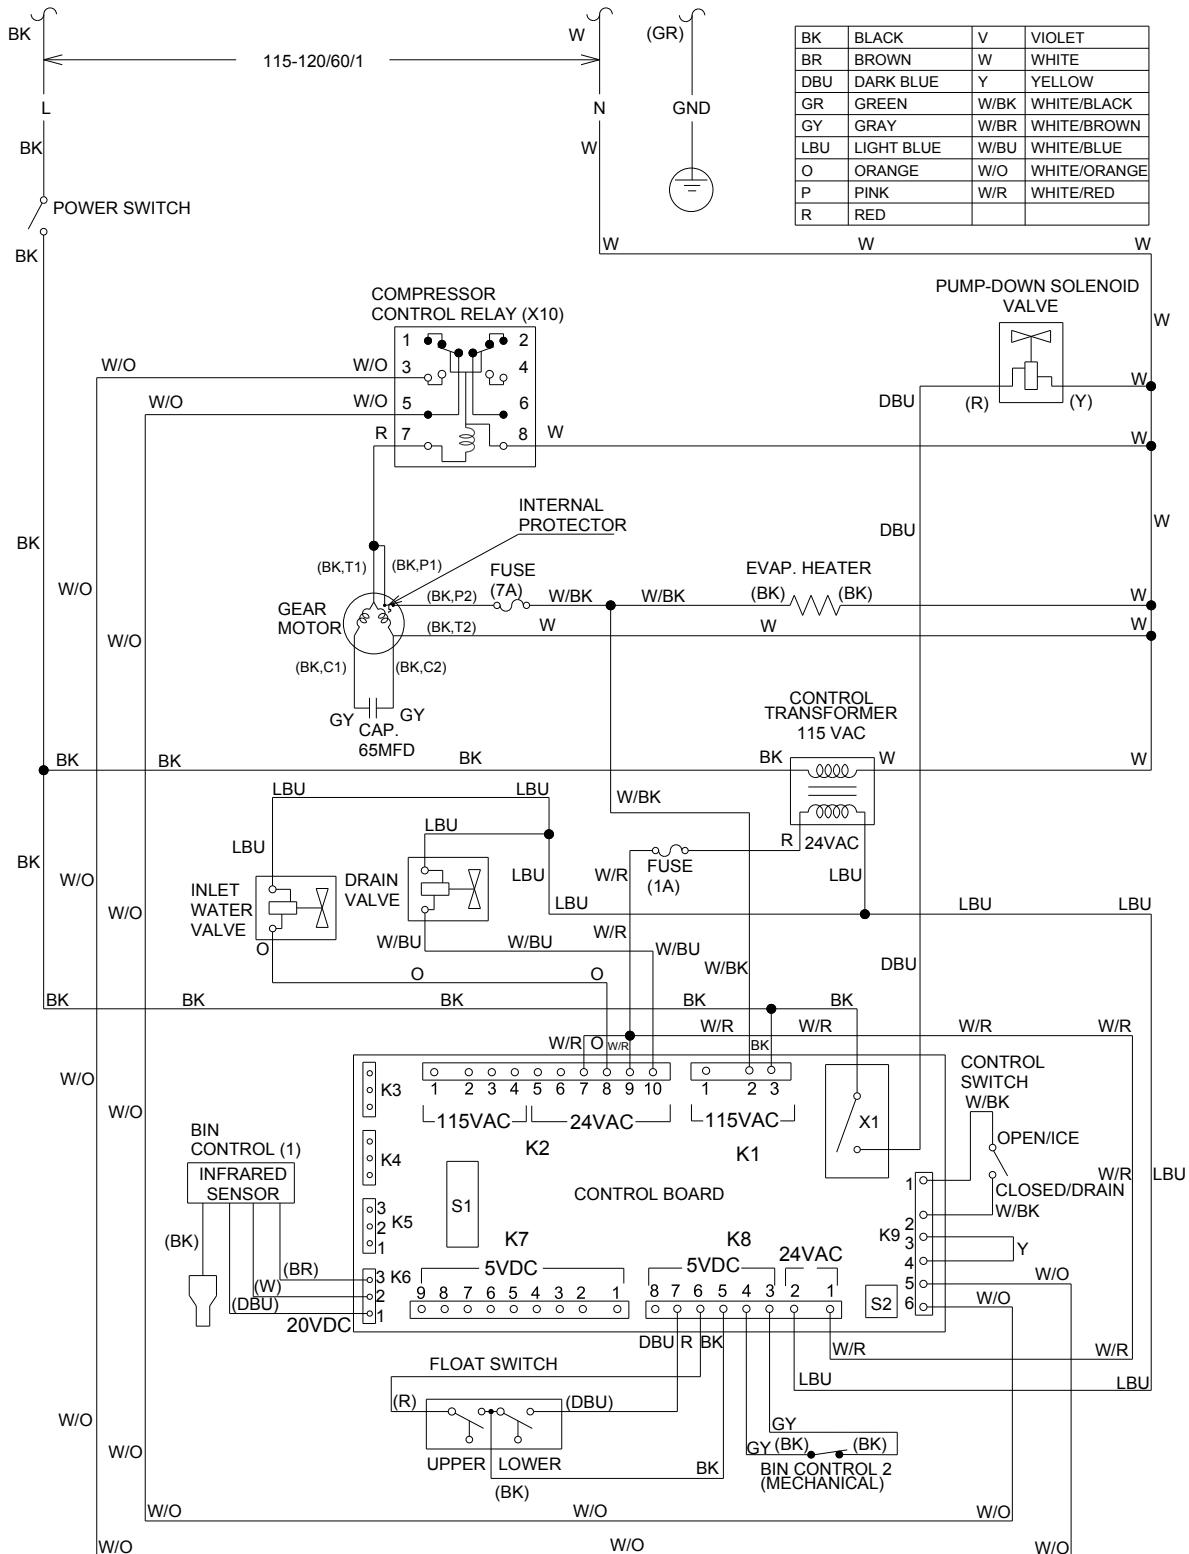 BK
W
(GR)
115-120/60/1
L
N
GND
BK
W
POWER SWITCH
BK
BK BLACK V VIOLET
BR BROWN W WHITE
DBU DARK BLUE Y YELLOW
GR GREEN W/BK WHITE/BLACK
GY GRAY W/BR WHITE/BROWN
LBU LIGHT BLUE W/BU WHITE/BLUE
O ORANGE W/O WHITE/ORANGE
P PINK W/R WHITE/RED
R RED
W W W
COMPRESSOR
CONTROL RELAY (X10)
PUMP-DOWN SOLENOID
VALVE
W
1 2
W/O W/O 3 4
W
DBU (R) (Y)
W/O W/O 5 6
R 7 8 W
W
INTERNAL
PROTECTOR
W
BK
DBU
(BK,T1) (BK,P1)
FUSE
(7A)
EVAP. HEATER
W/O
(BK,P2) W/BK W/BK (BK) (BK) W
GEAR
MOTOR
W/O
(BK,T2) W W W
(BK,C1) (BK,C2)
GY GY
CAP.
65MFD
CONTROL
TRANSFORMER
115 VAC
BK BK BK BK W W
LBU LBU
W/BK
LBU
LBU
R 24VAC
BK
W/O
FUSE
(1A)
W/R
LBU LBU
INLET
WATER
VALVE
DRAIN
VALVE
W/O
LBU LBU LBU
W/R
O W/BU W/BU W/BU
W/BK
DBU
O O
BK BK BK BK BK
W/R W/R W/R W/R
W/R O W/R BK
W/O
1 2 3 4 5 6 7 8 9 10
1 2 3
115VAC 24VAC
115VAC
K2
K1
X1
K3
K4
K5
3
2
1
K6
3
2
1
CONTROL
SWITCH
W/BK
OPEN/ICE
CLOSED/DRAIN
W/BK
W/R LBU
W/O
BIN
CONTROL (1)
INFRARED
SENSOR
S1
CONTROL BOARD
(BK)
(BR)
(W)
(DBU)
20VDC
K7
5VDC
9 8 7 6 5 4 3 2 1
K8
5VDC 24VAC
8 7 6 5 4 3 2 1
S2
K9
1
2
3
4
5
6
Y
W/O
W/O
DBU R BK
W/R W/R
FLOAT SWITCH
LBU LBU
(R) (DBU)
UPPER LOWER
(BK)
BK
GY
GY (BK) (BK)
BIN CONTROL 2
(MECHANICAL)
W/O
W/O
W/O W/O W/O
W/O W/O W/O